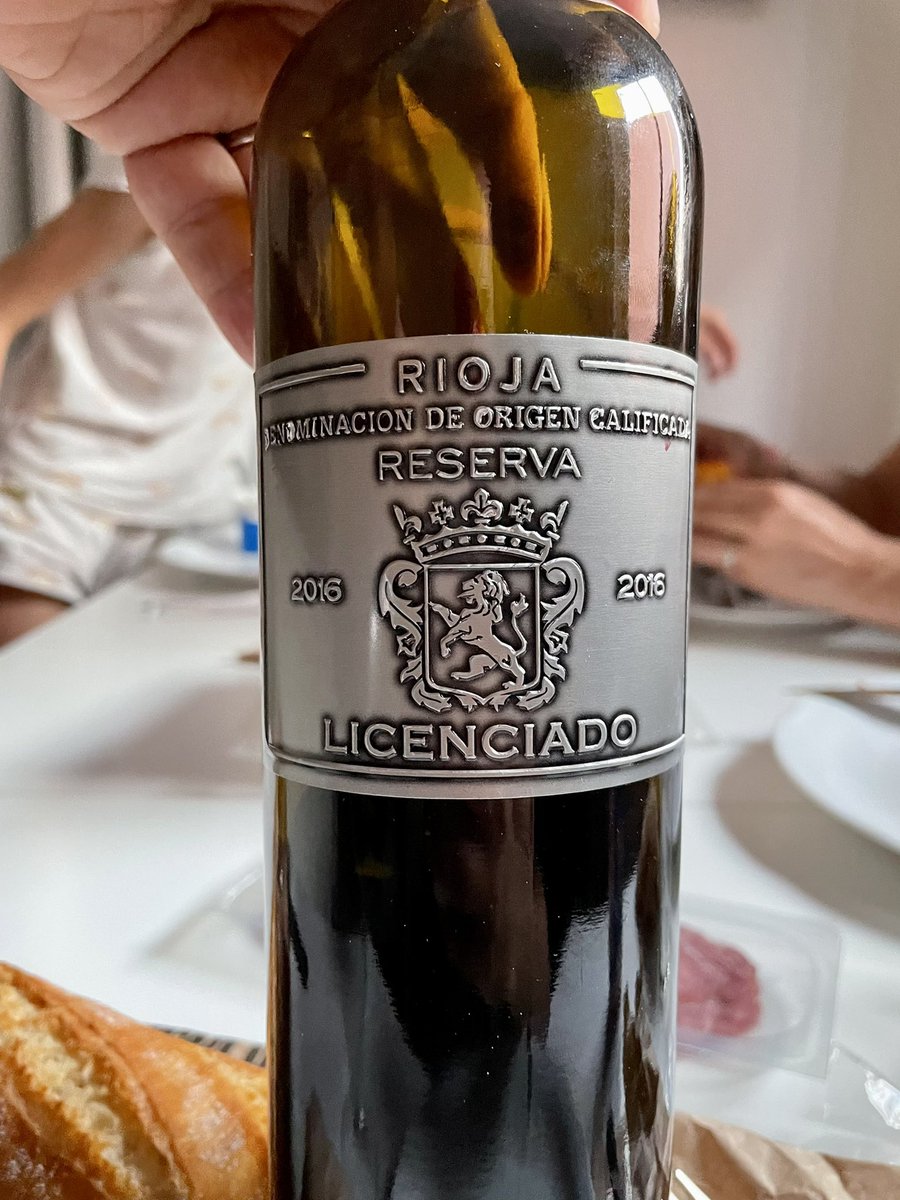 RIOJA
DENOMINACION DE ORIGEN CALIFICADA
RESERVA
2016 2016
LICENCIADO